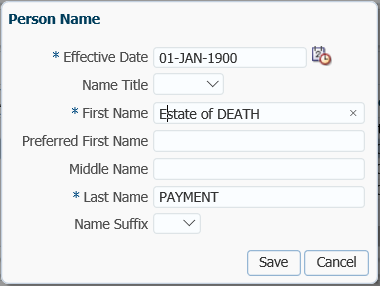 Person Name
* Effective Date 01-JAN-1900
Name Title
* First Name Estate of DEATH ×
Preferred First Name
Middle Name
* Last Name PAYMENT
Name Suffix
Save Cancel